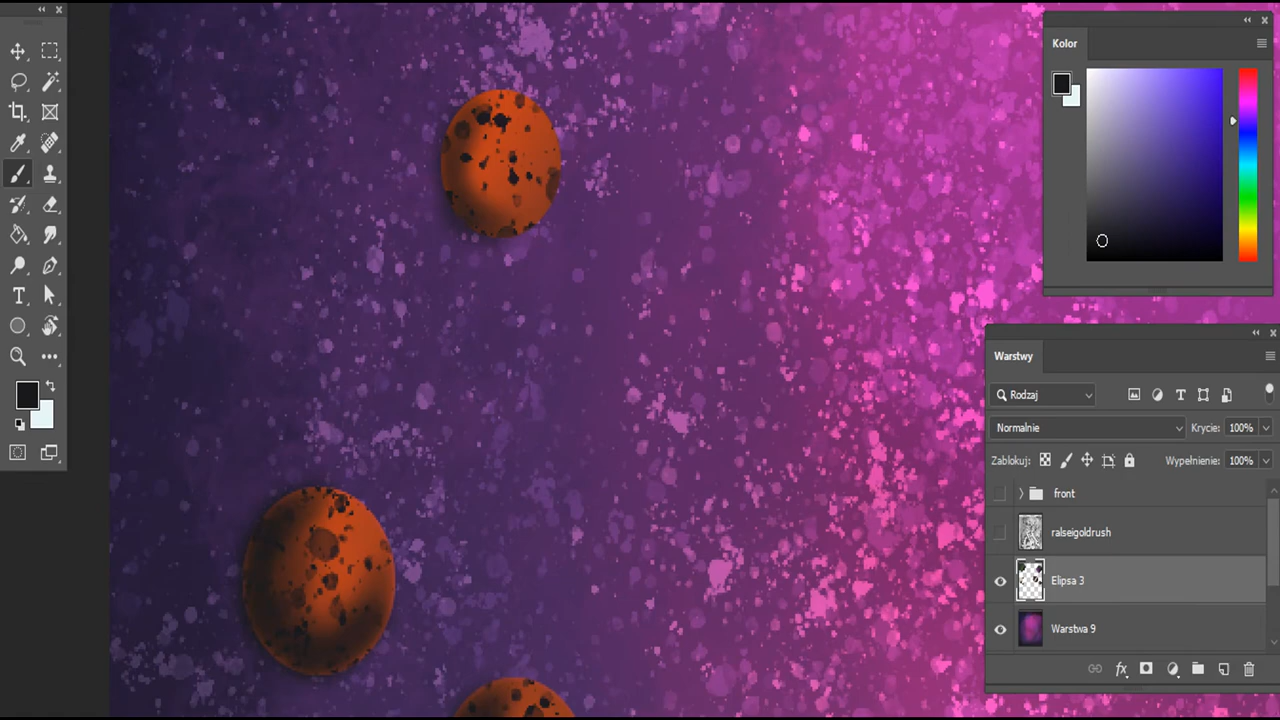 Kolor
Warstwy
Rodzaj
Normalnie
Krycie: 100%
Zablokuj:
Wypełnienie: 100%
front
ralseigoldrush
Elipsa 3
Warstwa 9